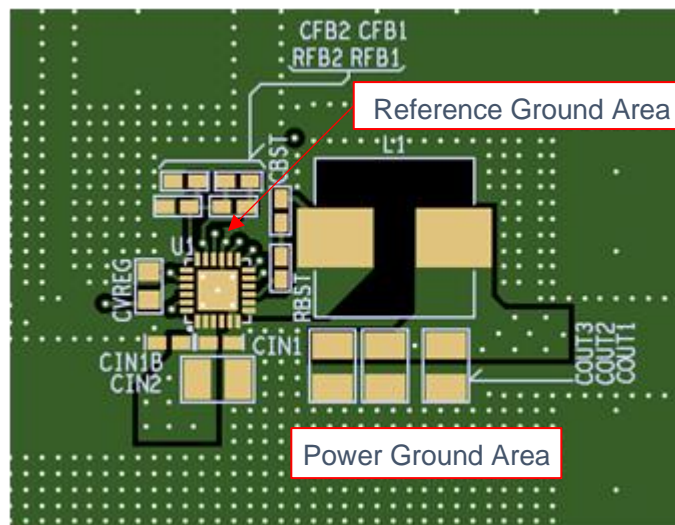 CFB2 CFB1
RFB2 RFB1
Reference Ground Area
CBST
L1
U1
CVREG
RBST
CIN1
CIN1B
CIN2
COUT3
COUT2
COUT1
Power Ground Area